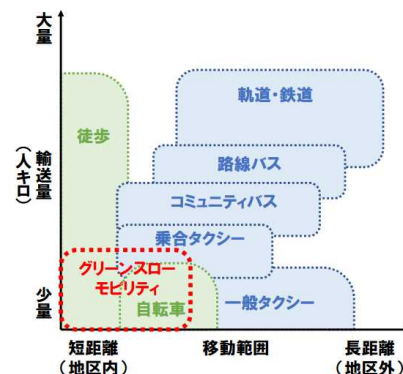 大量
輸送量
（人キロ）
少量
徒歩
軌道・鉄道
路線バス
コミュニティバス
乗合タクシー
グリーンスロー
モビリティ
自転車
一般タクシー
短距離
（地区内）
移動範囲
長距離
（地区外）